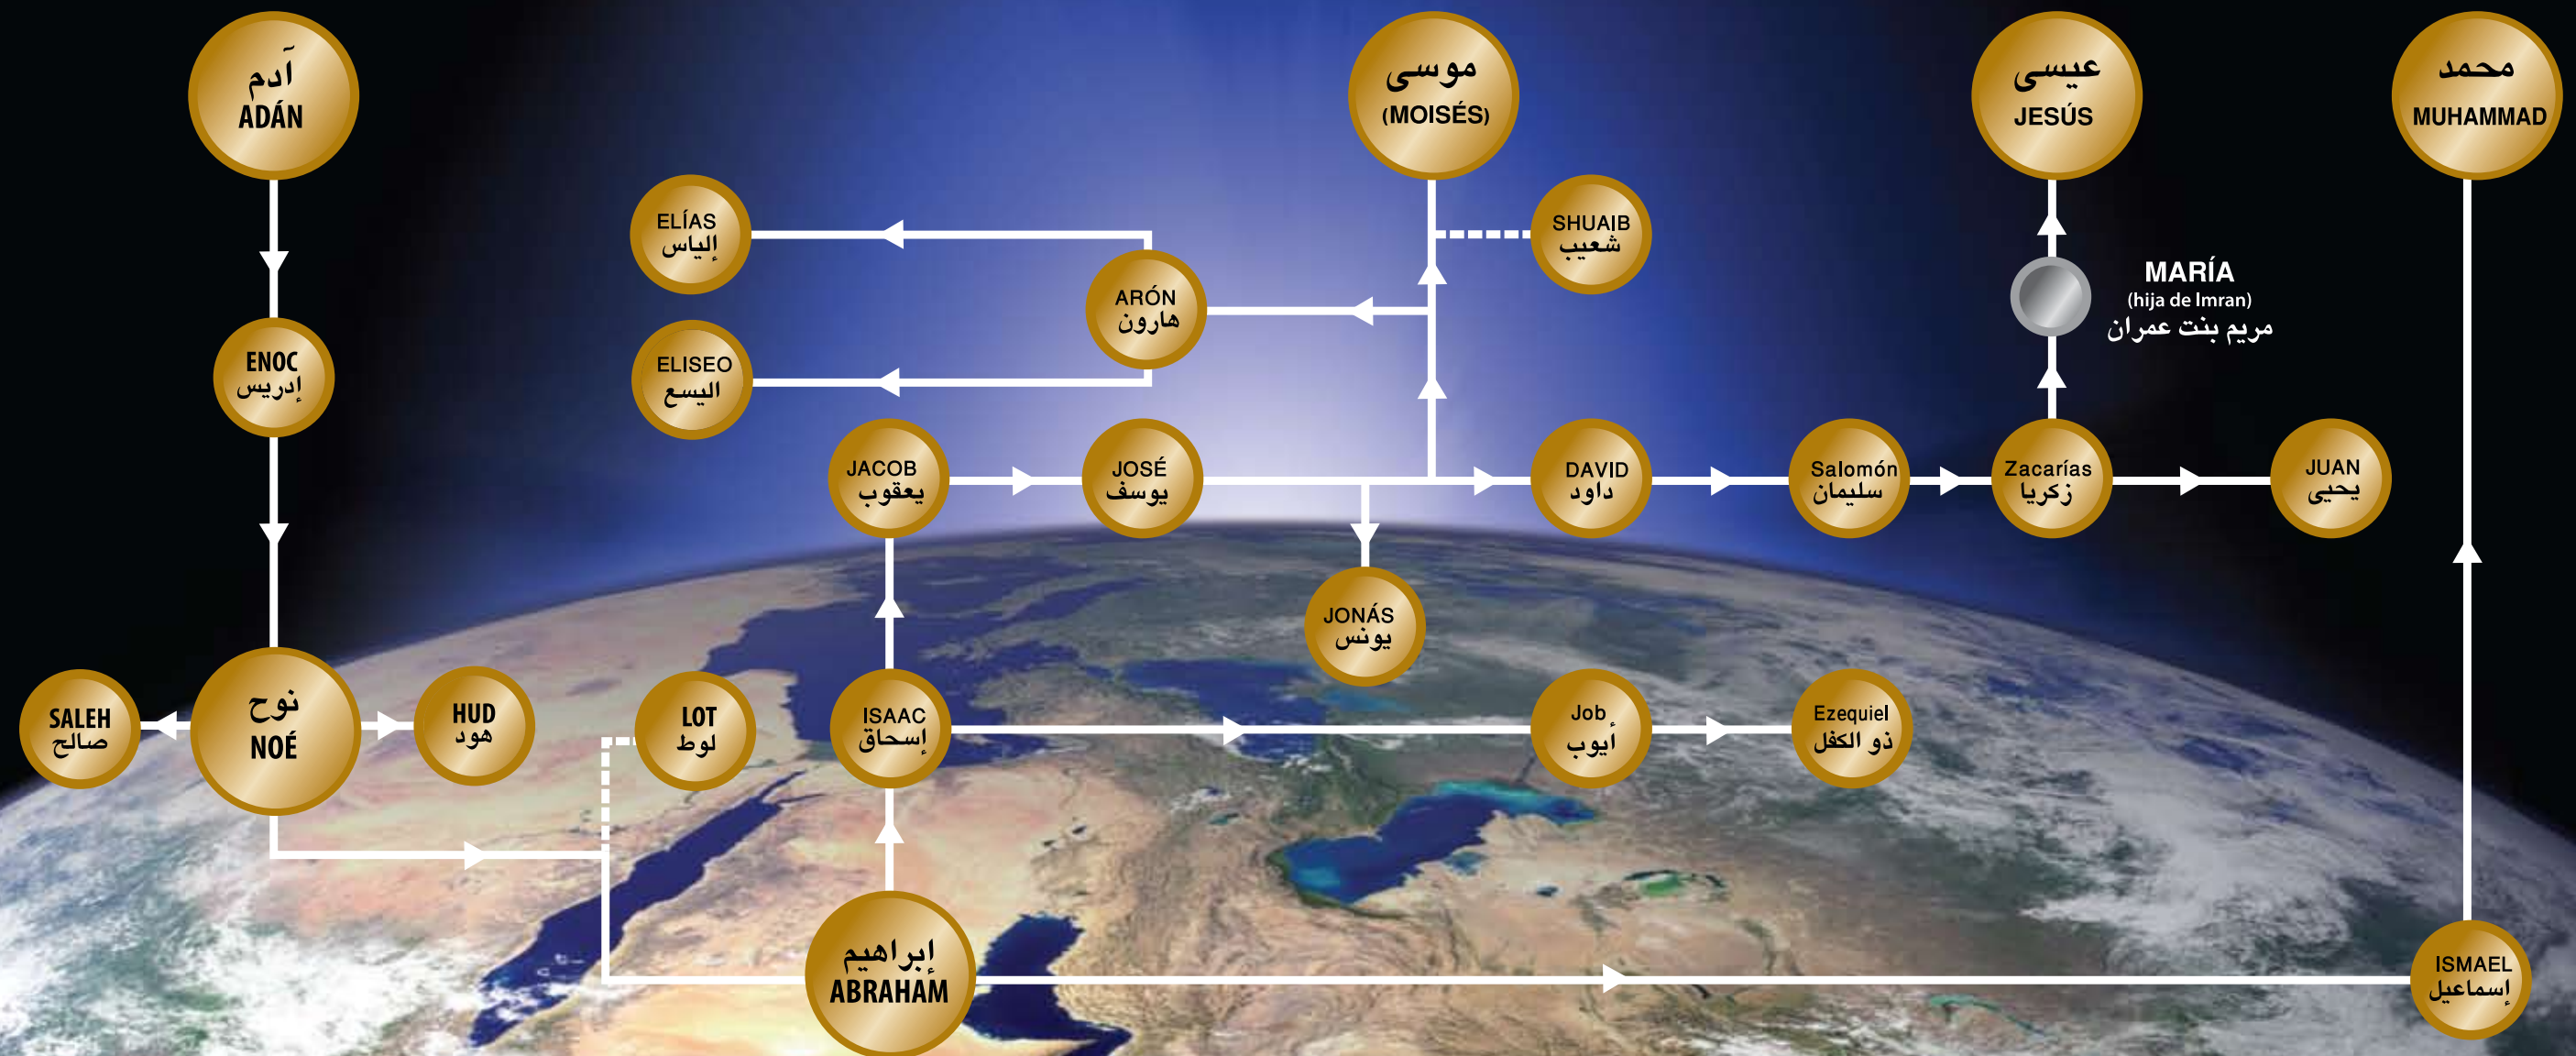 آدم
ADÁN
موسى
(MOISÉS)
عيسى
JESÚS
محمد
MUHAMMAD
ELÍAS
إلياس
SHUAIB
شعيب
ARÓN
هارون
MARÍA
(hija de Imran)
مريم بنت عمران
ENOC
إدريس
ELISEO
اليسع
JACOB
يعقوب
JOSÉ
يوسف
DAVID
داود
Salomón
سليمان
Zacarías
زكريا
JUAN
يحيى
JONÁS
يونس
SALEH
صالح
نوح
NOÉ
HUD
هود
LOT
لوط
ISAAC
إسحاق
Job
أيوب
Ezequiel
ذو الكفل
إبراهيم
ABRAHAM
ISMAEL
إسماعيل